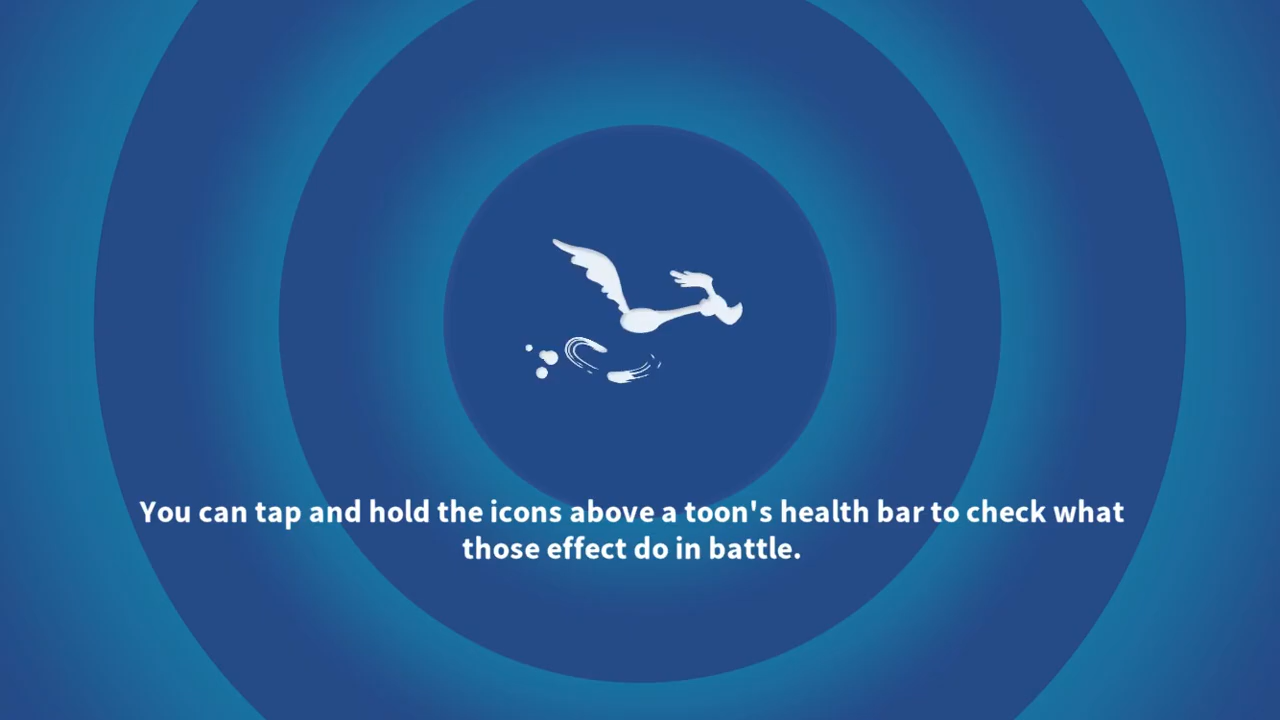 You can tap and hold the icons above a toon's health bar to check what
those effect do in battle.